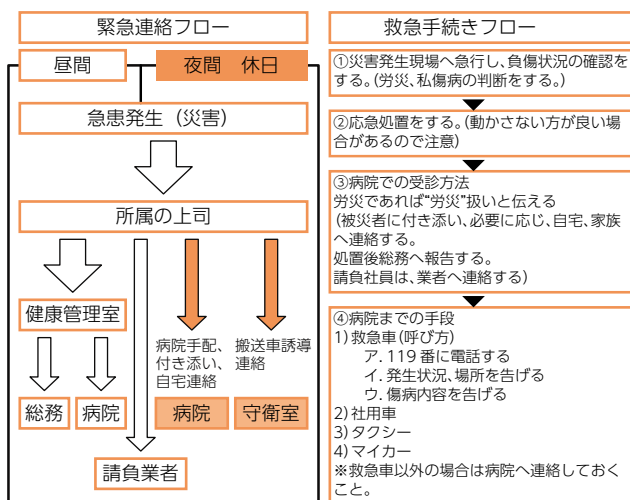 緊急連絡フロー
昼間
夜間 休日
急患発生（災害）
所属の上司
健康管理室
病院手配、
付き添い、
自宅連絡
搬送車誘導
連絡
総務
病院
病院
守衛室
請負業者
救急手続きフロー
①災害発生現場へ急行し、負傷状況の確認を
する。(労災、私傷病の判断をする。)
②応急処置をする。(動かさない方が良い場
合があるので注意)
③病院での受診方法
労災であれば“労災”扱いと伝える
(被災者に付き添い、必要に応じ、自宅、家族
へ連絡する。
処置後総務へ報告する。
請負社員は、業者へ連絡する)
④病院までの手段
1)救急車(呼び方)
ア.119番に電話する
イ.発生状況、場所を告げる
ウ.傷病内容を告げる
2)社用車
3)タクシー
4)マイカー
※救急車以外の場合は病院へ連絡しておく
こと。